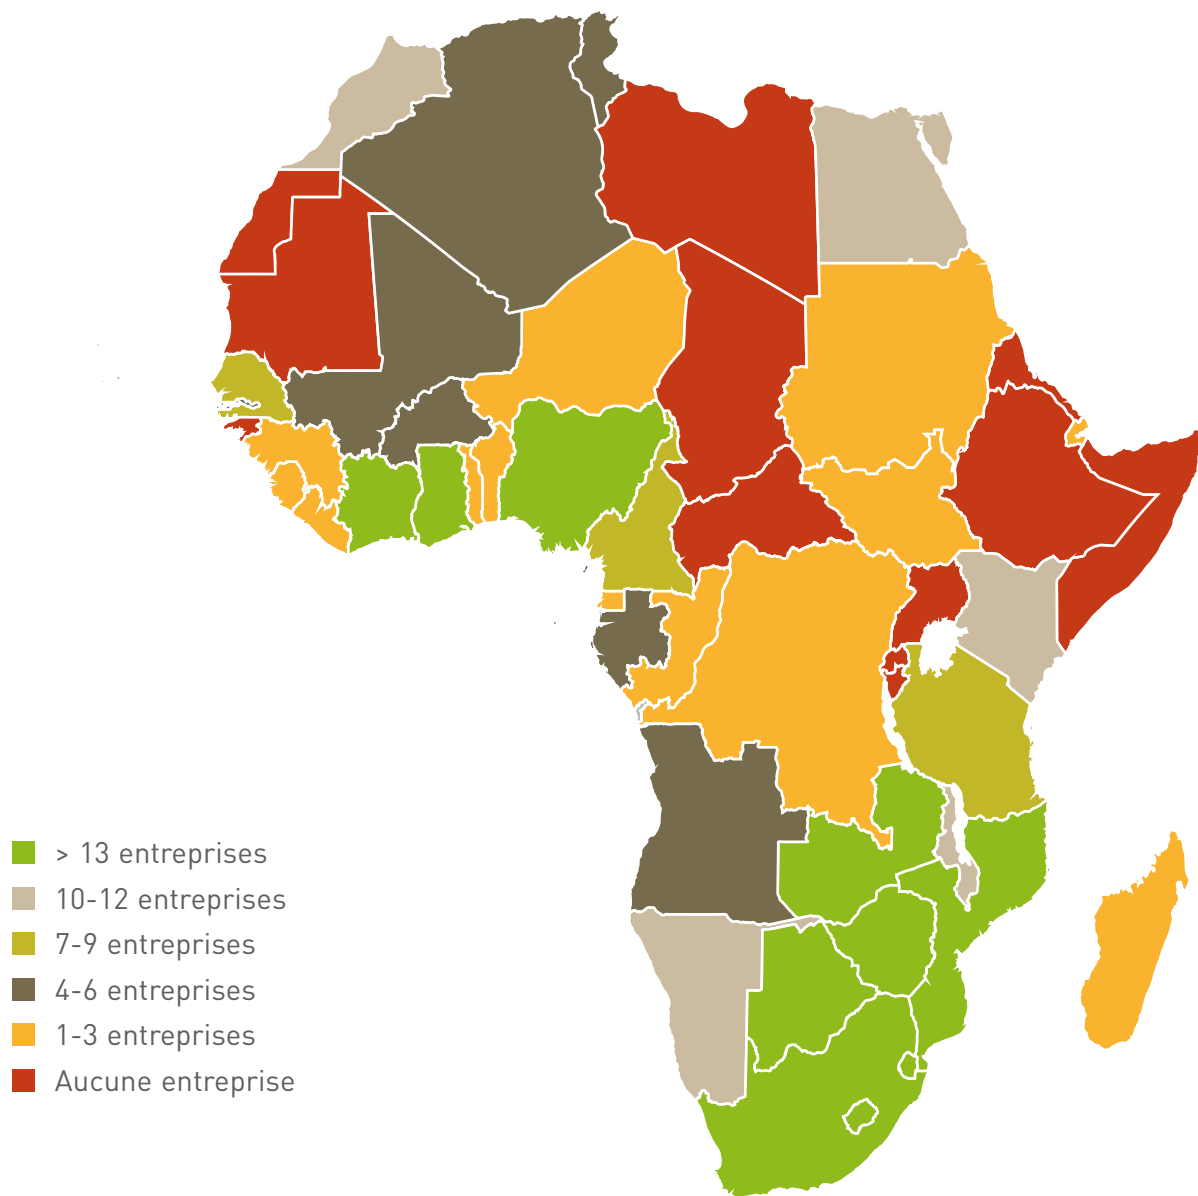 > 13 entreprises
10-12 entreprises
7-9 entreprises
4-6 entreprises
1-3 entreprises
Aucune entreprise